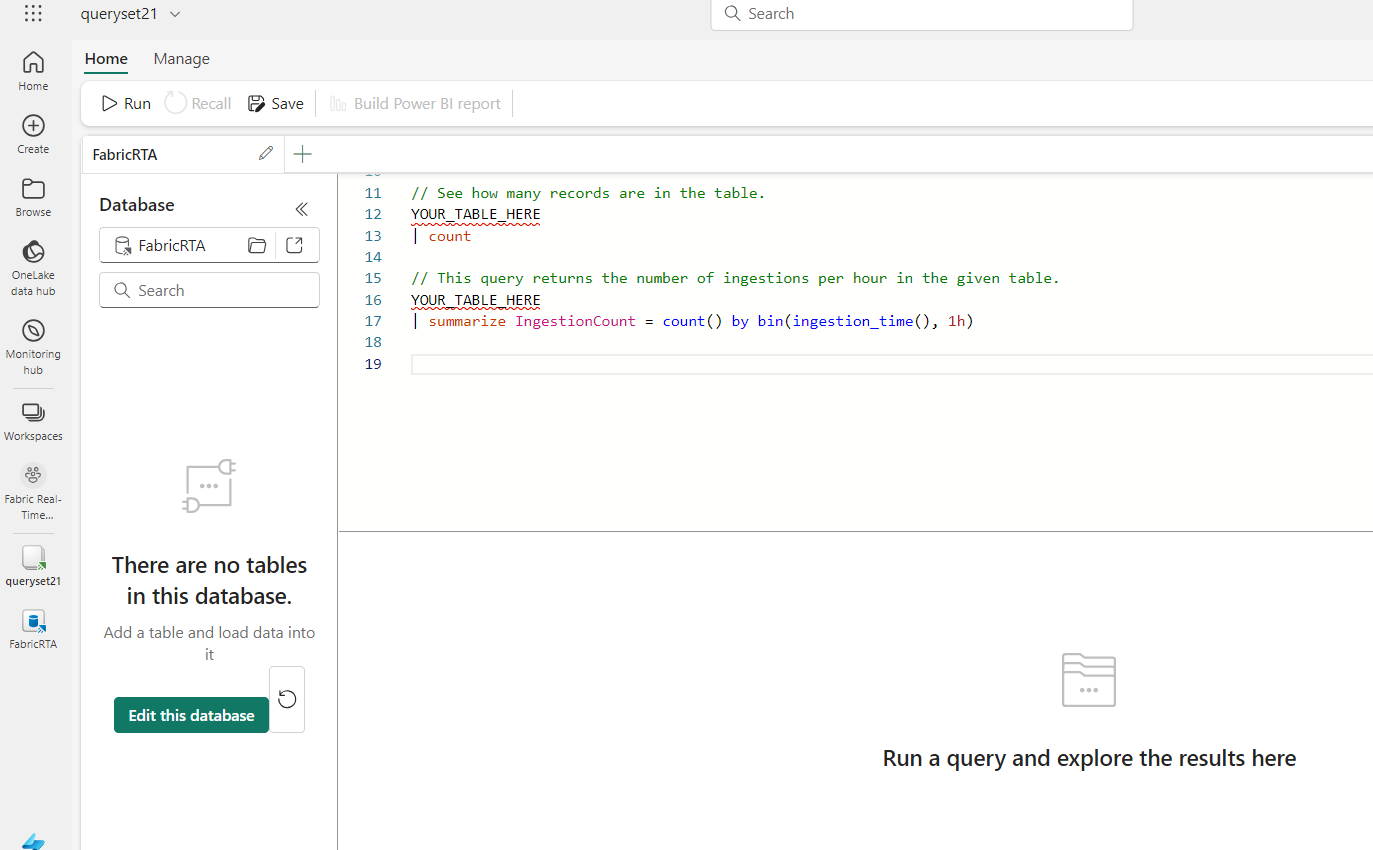 queryset21
Search
Home
Manage
Run
Recall
Save
Build Power BI report
Home
Create
Browse
OneLake
data hub
Monitoring
hub
Workspaces
Fabric Real-
Time...
queryset21
FabricRTA
FabricRTA
Database
FabricRTA
Search
There are no tables
in this database.
Add a table and load data into
it
Edit this database
11 // See how many records are in the table.
12 YOUR_TABLE_HERE
13 | count
14
15 // This query returns the number of ingestions per hour in the given table.
16 YOUR_TABLE_HERE
17 | summarize IngestionCount = count() by bin(ingestion_time(), 1h)
18
19
Run a query and explore the results here